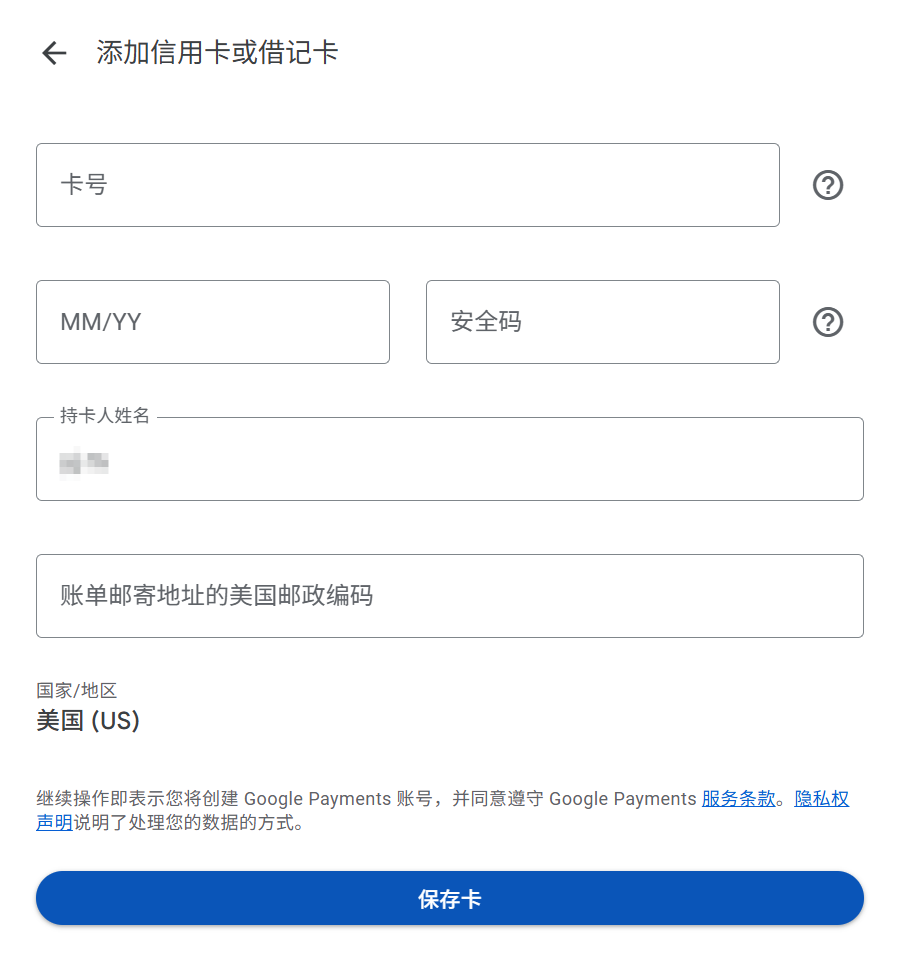 添加信用卡或借记卡
卡号
MM/YY
安全码
持卡人姓名
账单邮寄地址的美国邮政编码
国家/地区
美国 (US)
继续操作即表示您将创建 Google Payments 账号，并同意遵守 Google Payments 服务条款。隐私权
声明说明了处理您的数据的方式。
保存卡